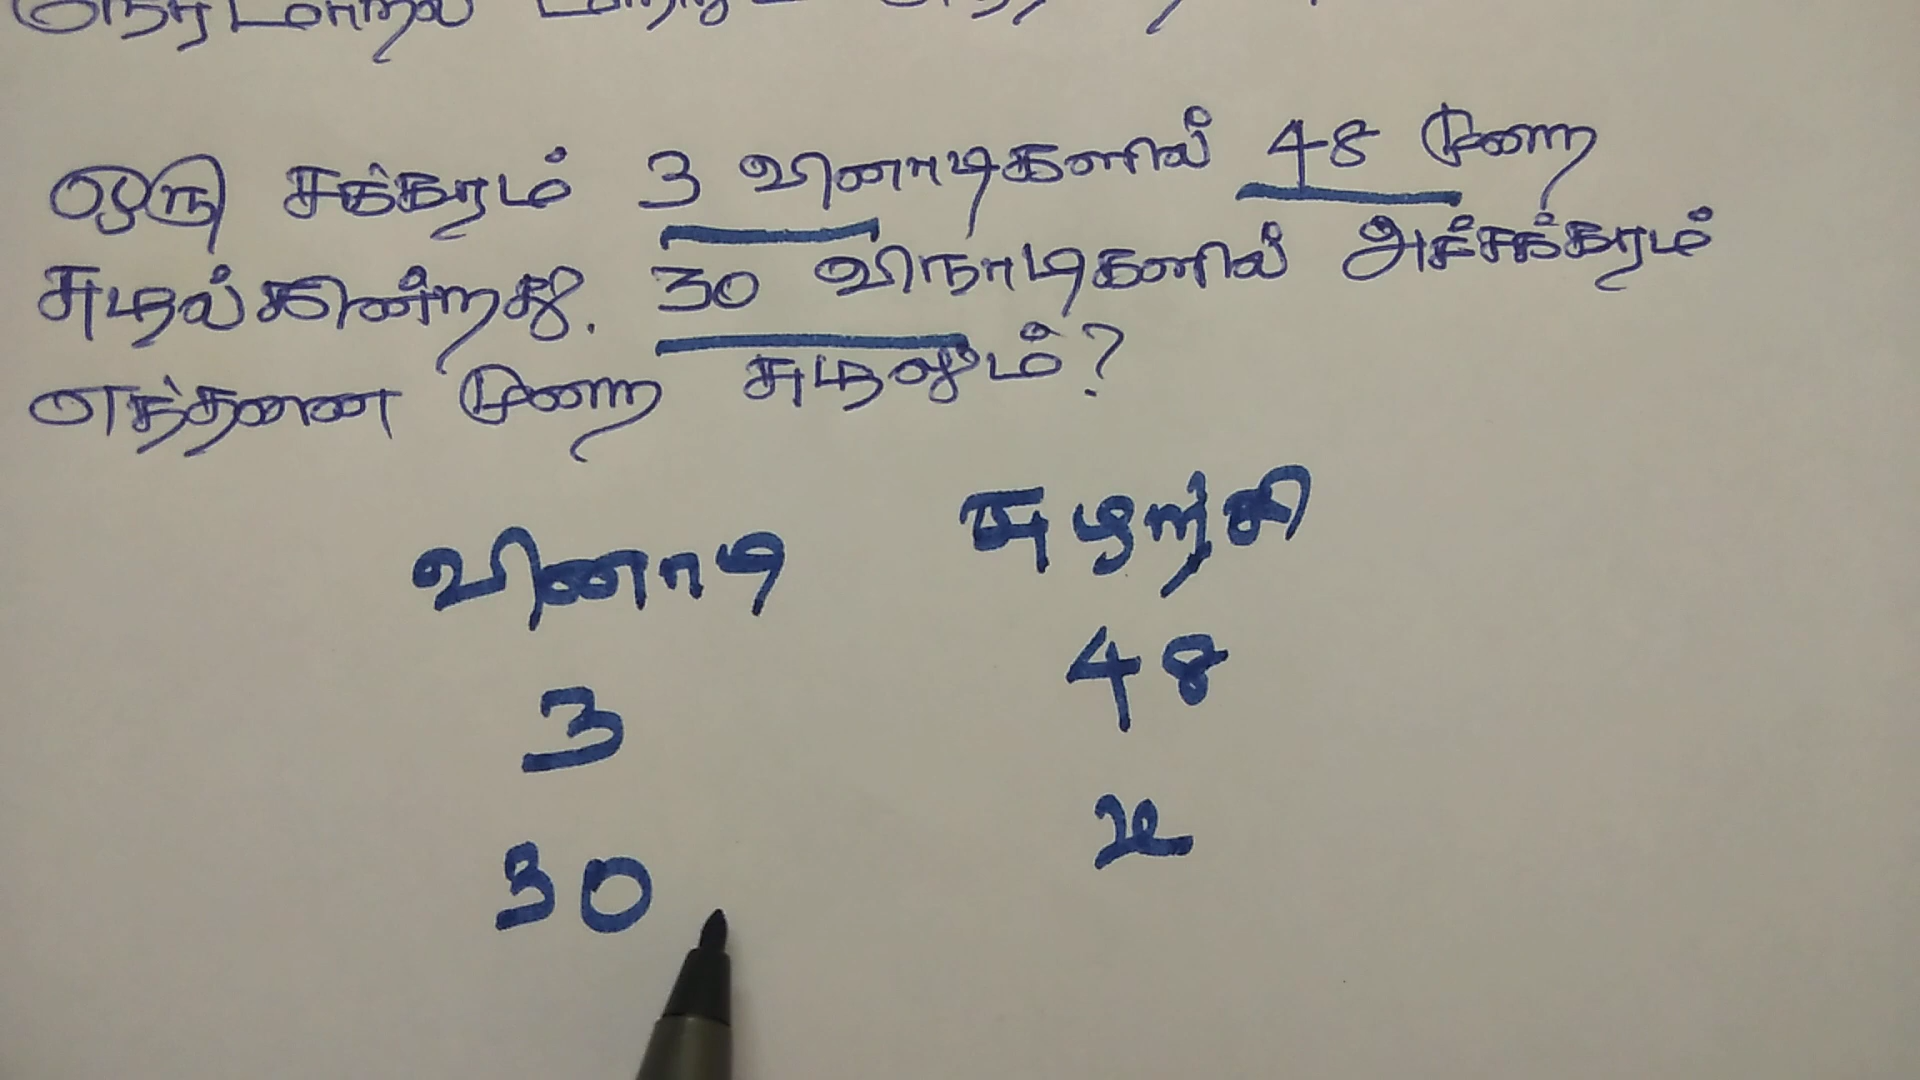 ஒரு சக்கரம் 3 வினாடிகளில் 48 முறை
சுழல்கின்றது. 30 விநாடிகளில் அச்சக்கரம்
எத்தனை முறை சுழலும்?
வினாடி சுழற்சி
3 48
30 x